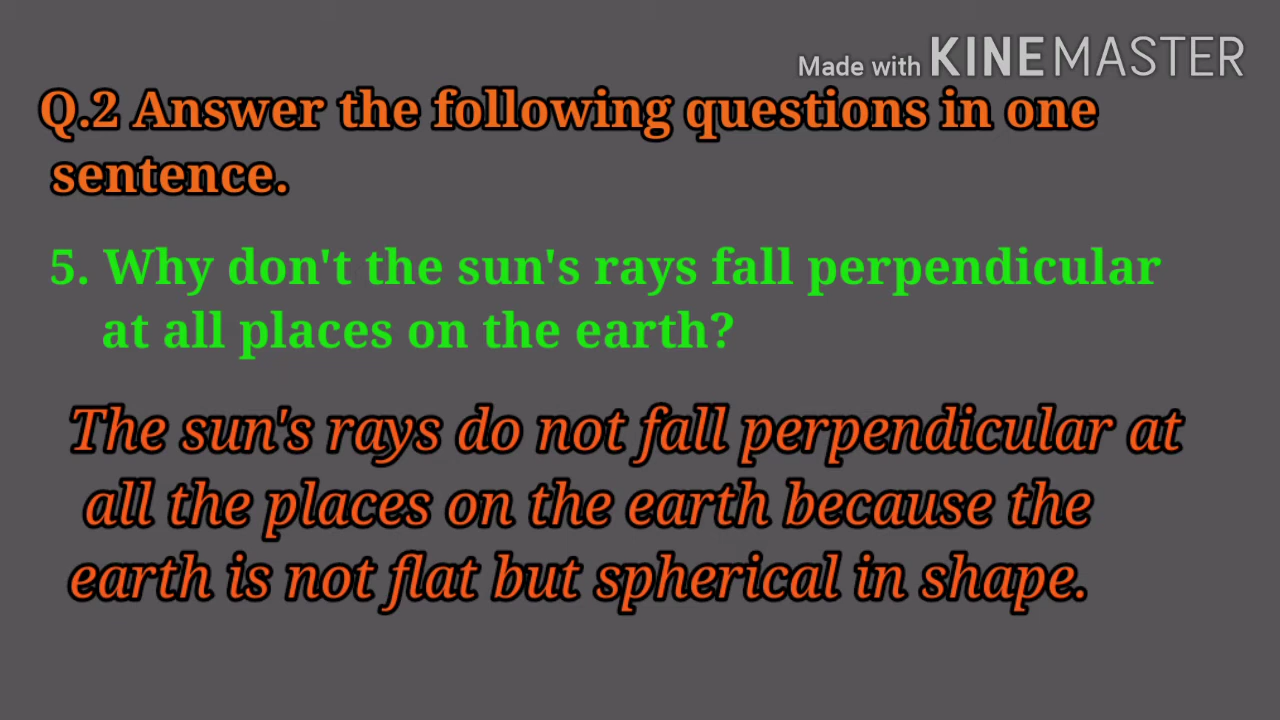 Made with KINEMASTER
Q.2 Answer the following questions in one
sentence.
5. Why don't the sun's rays fall perpendicular
at all places on the earth?
The sun's rays do not fall perpendicular at
all the places on the earth because the
earth is not flat but spherical in shape.